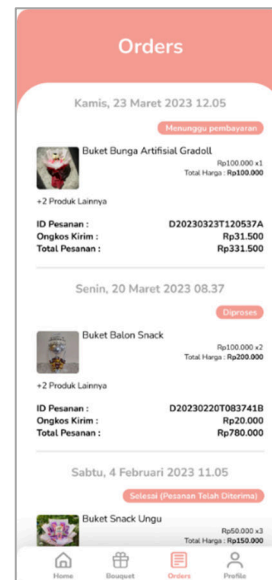 Orders
Kamis, 23 Maret 2023 12.05
Menunggu pembayaran
Buket Bunga Artifisial Gradoll
Rp100.000 x1
Total Harga : Rp100.000
+2 Produk Lainnya
ID Pesanan : D20230323T120537A
Ongkos Kirim : Rp31.500
Total Pesanan : Rp331.500
Senin, 20 Maret 2023 08.37
Diproses
Buket Balon Snack
Rp100.000 x2
Total Harga : Rp200.000
+2 Produk Lainnya
ID Pesanan : D20230220T083741B
Ongkos Kirim : Rp20.000
Total Pesanan : Rp780.000
Sabtu, 4 Februari 2023 11.05
Selesai (Pesanan Telah Diterima)
Buket Snack Ungu
Rp50.000 x3
Total Harga : Rp150.000
Home Bouquet Orders Profile